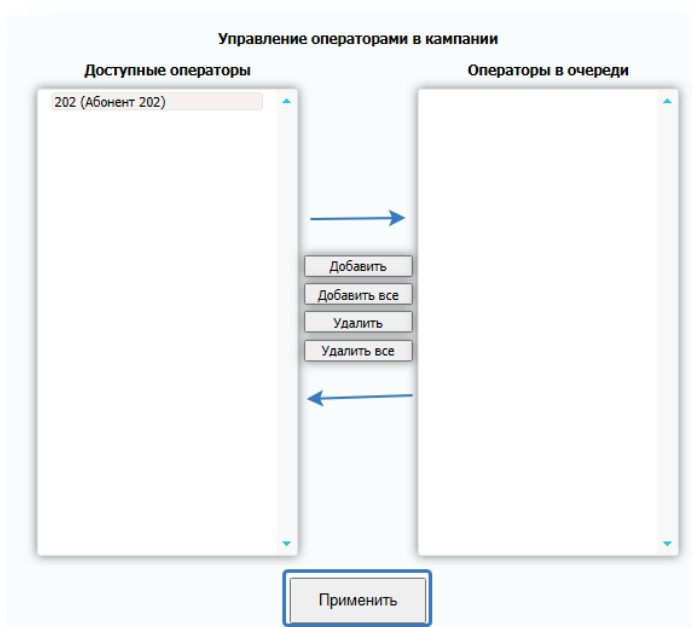 Управление операторами в кампании
Доступные операторы
Операторы в очереди
202 (Абонент 202)
Добавить
Добавить все
Удалить
Удалить все
Применить